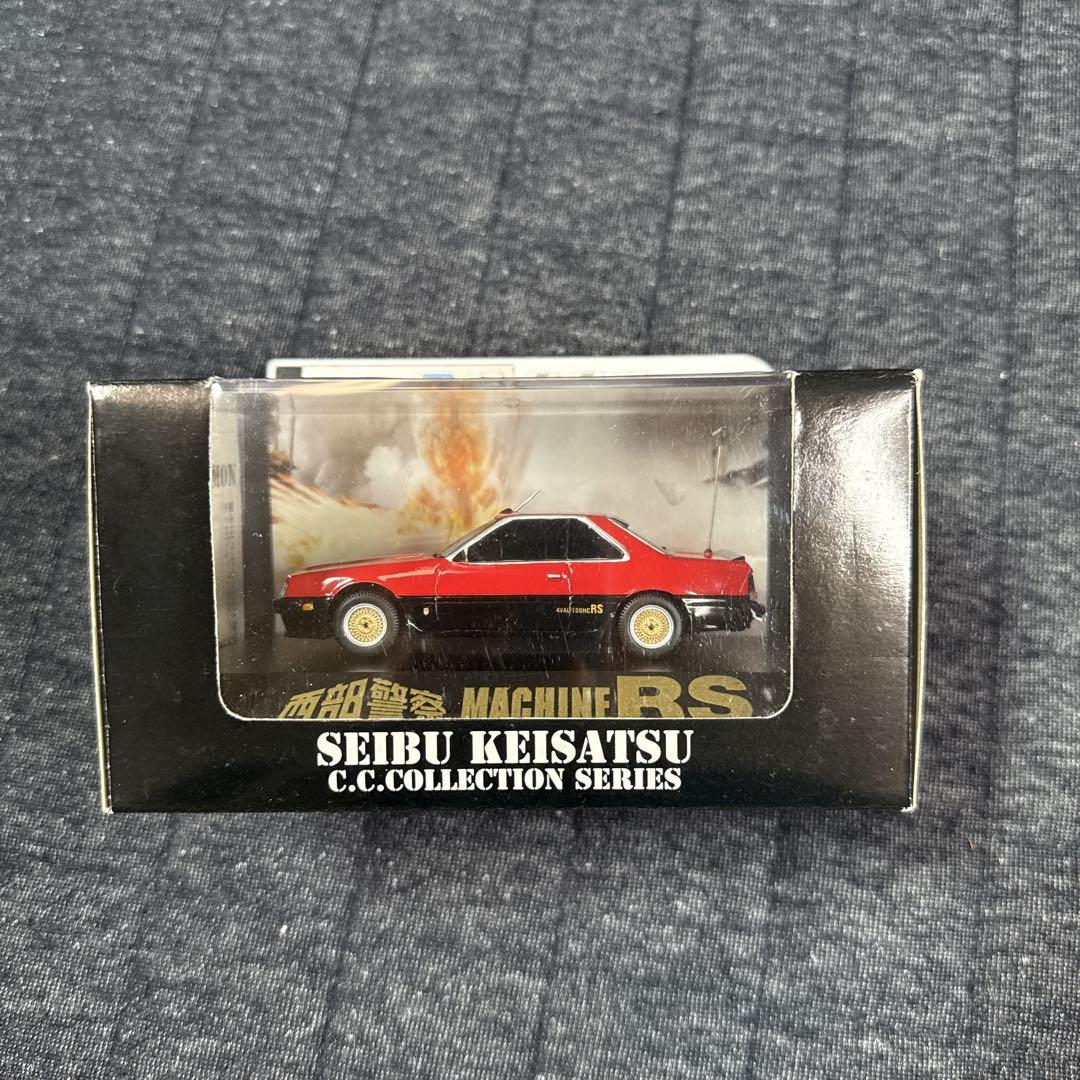 4VALVEDOHC RS
西部警察 MACHINE RS
SEIBU KEISATSU
C.C.COLLECTION SERIES